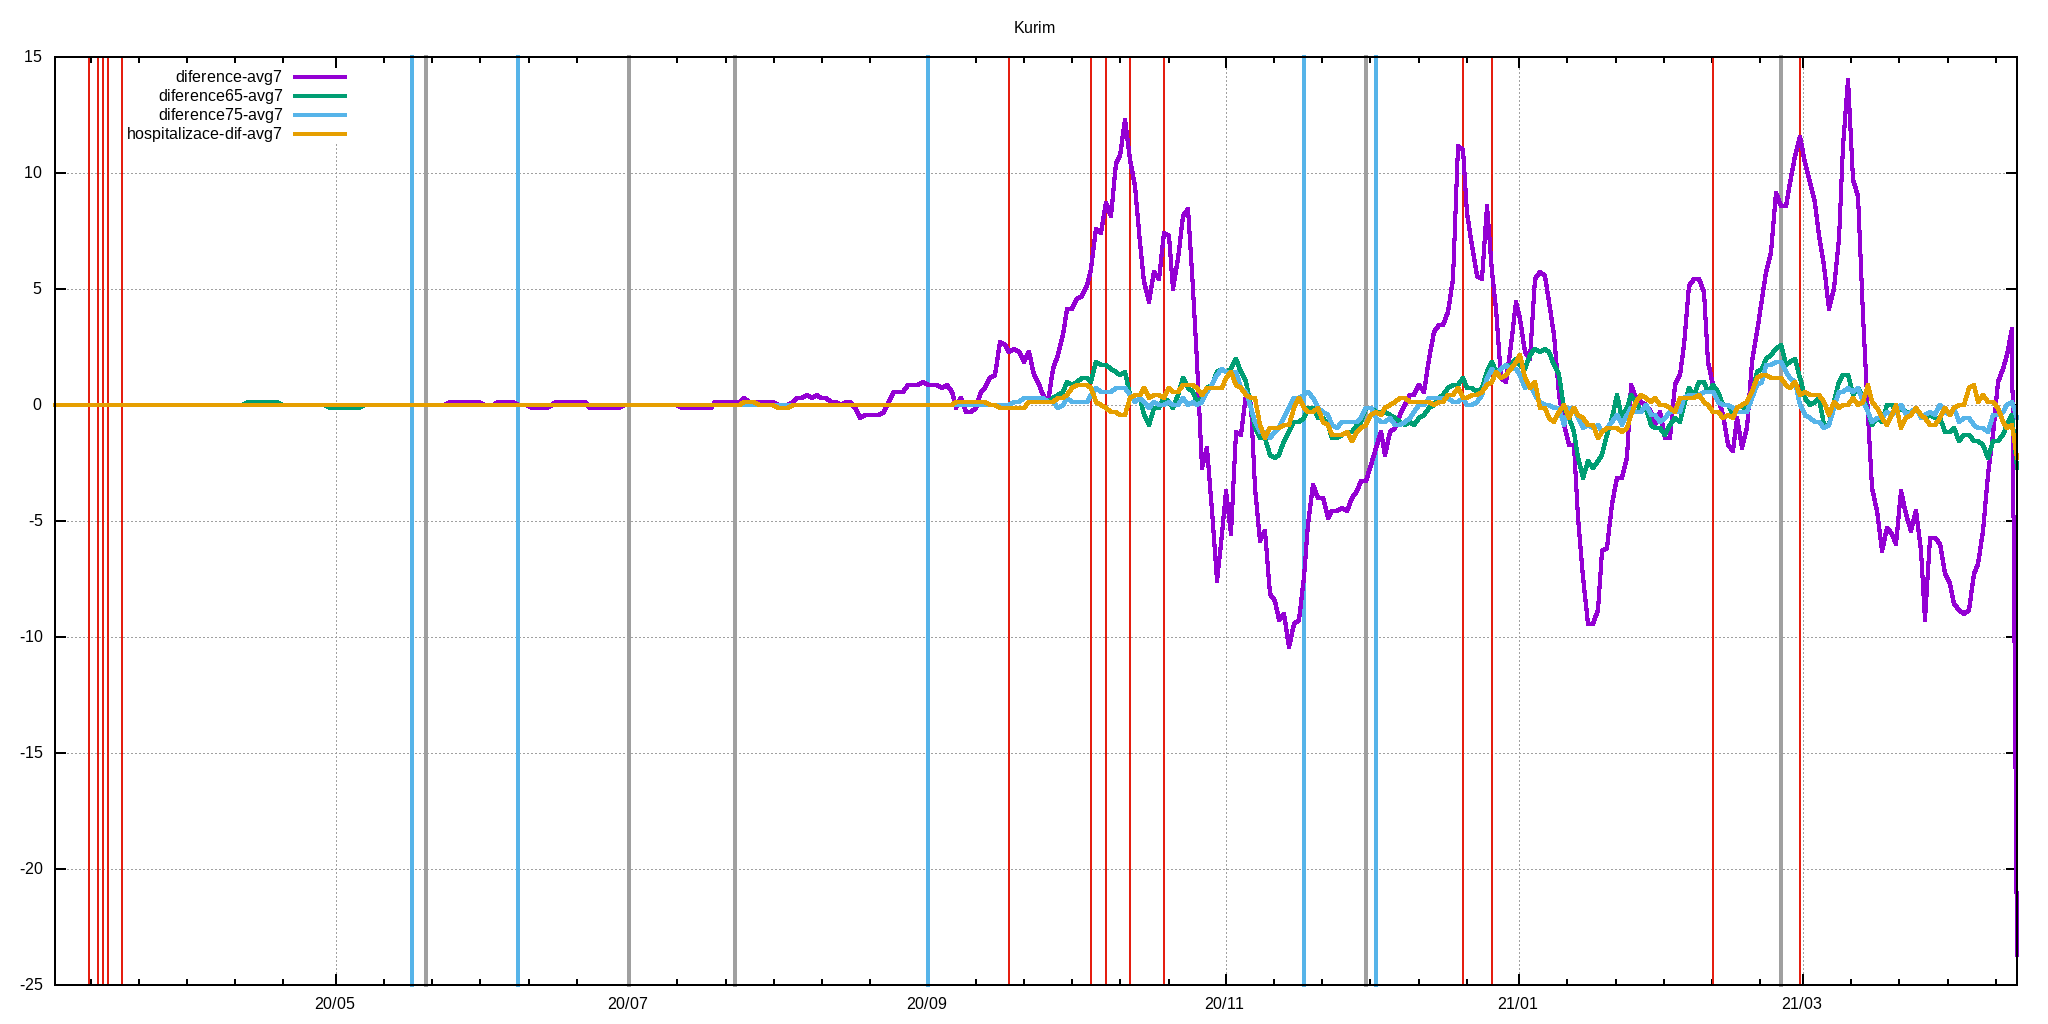 Kurim
15
diference-avg7
diference65-avg7
diference75-avg7
hospitalizace-dif-avg7
10
5
0
-5
-10
-15
-20
-25
20/05 20/07 20/09 20/11 21/01 21/03